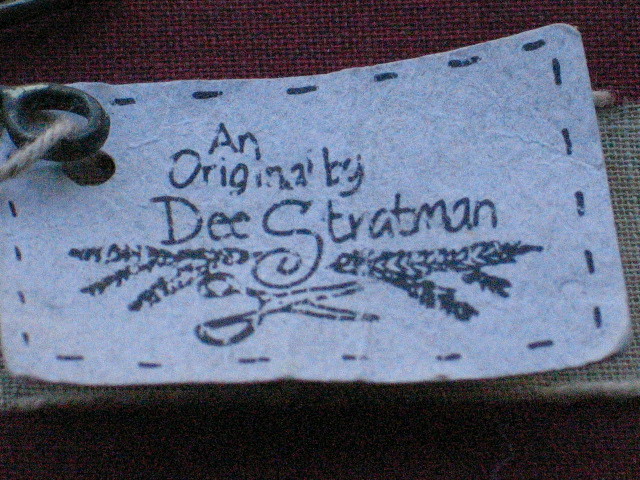 An
Original by
Dee Stratman